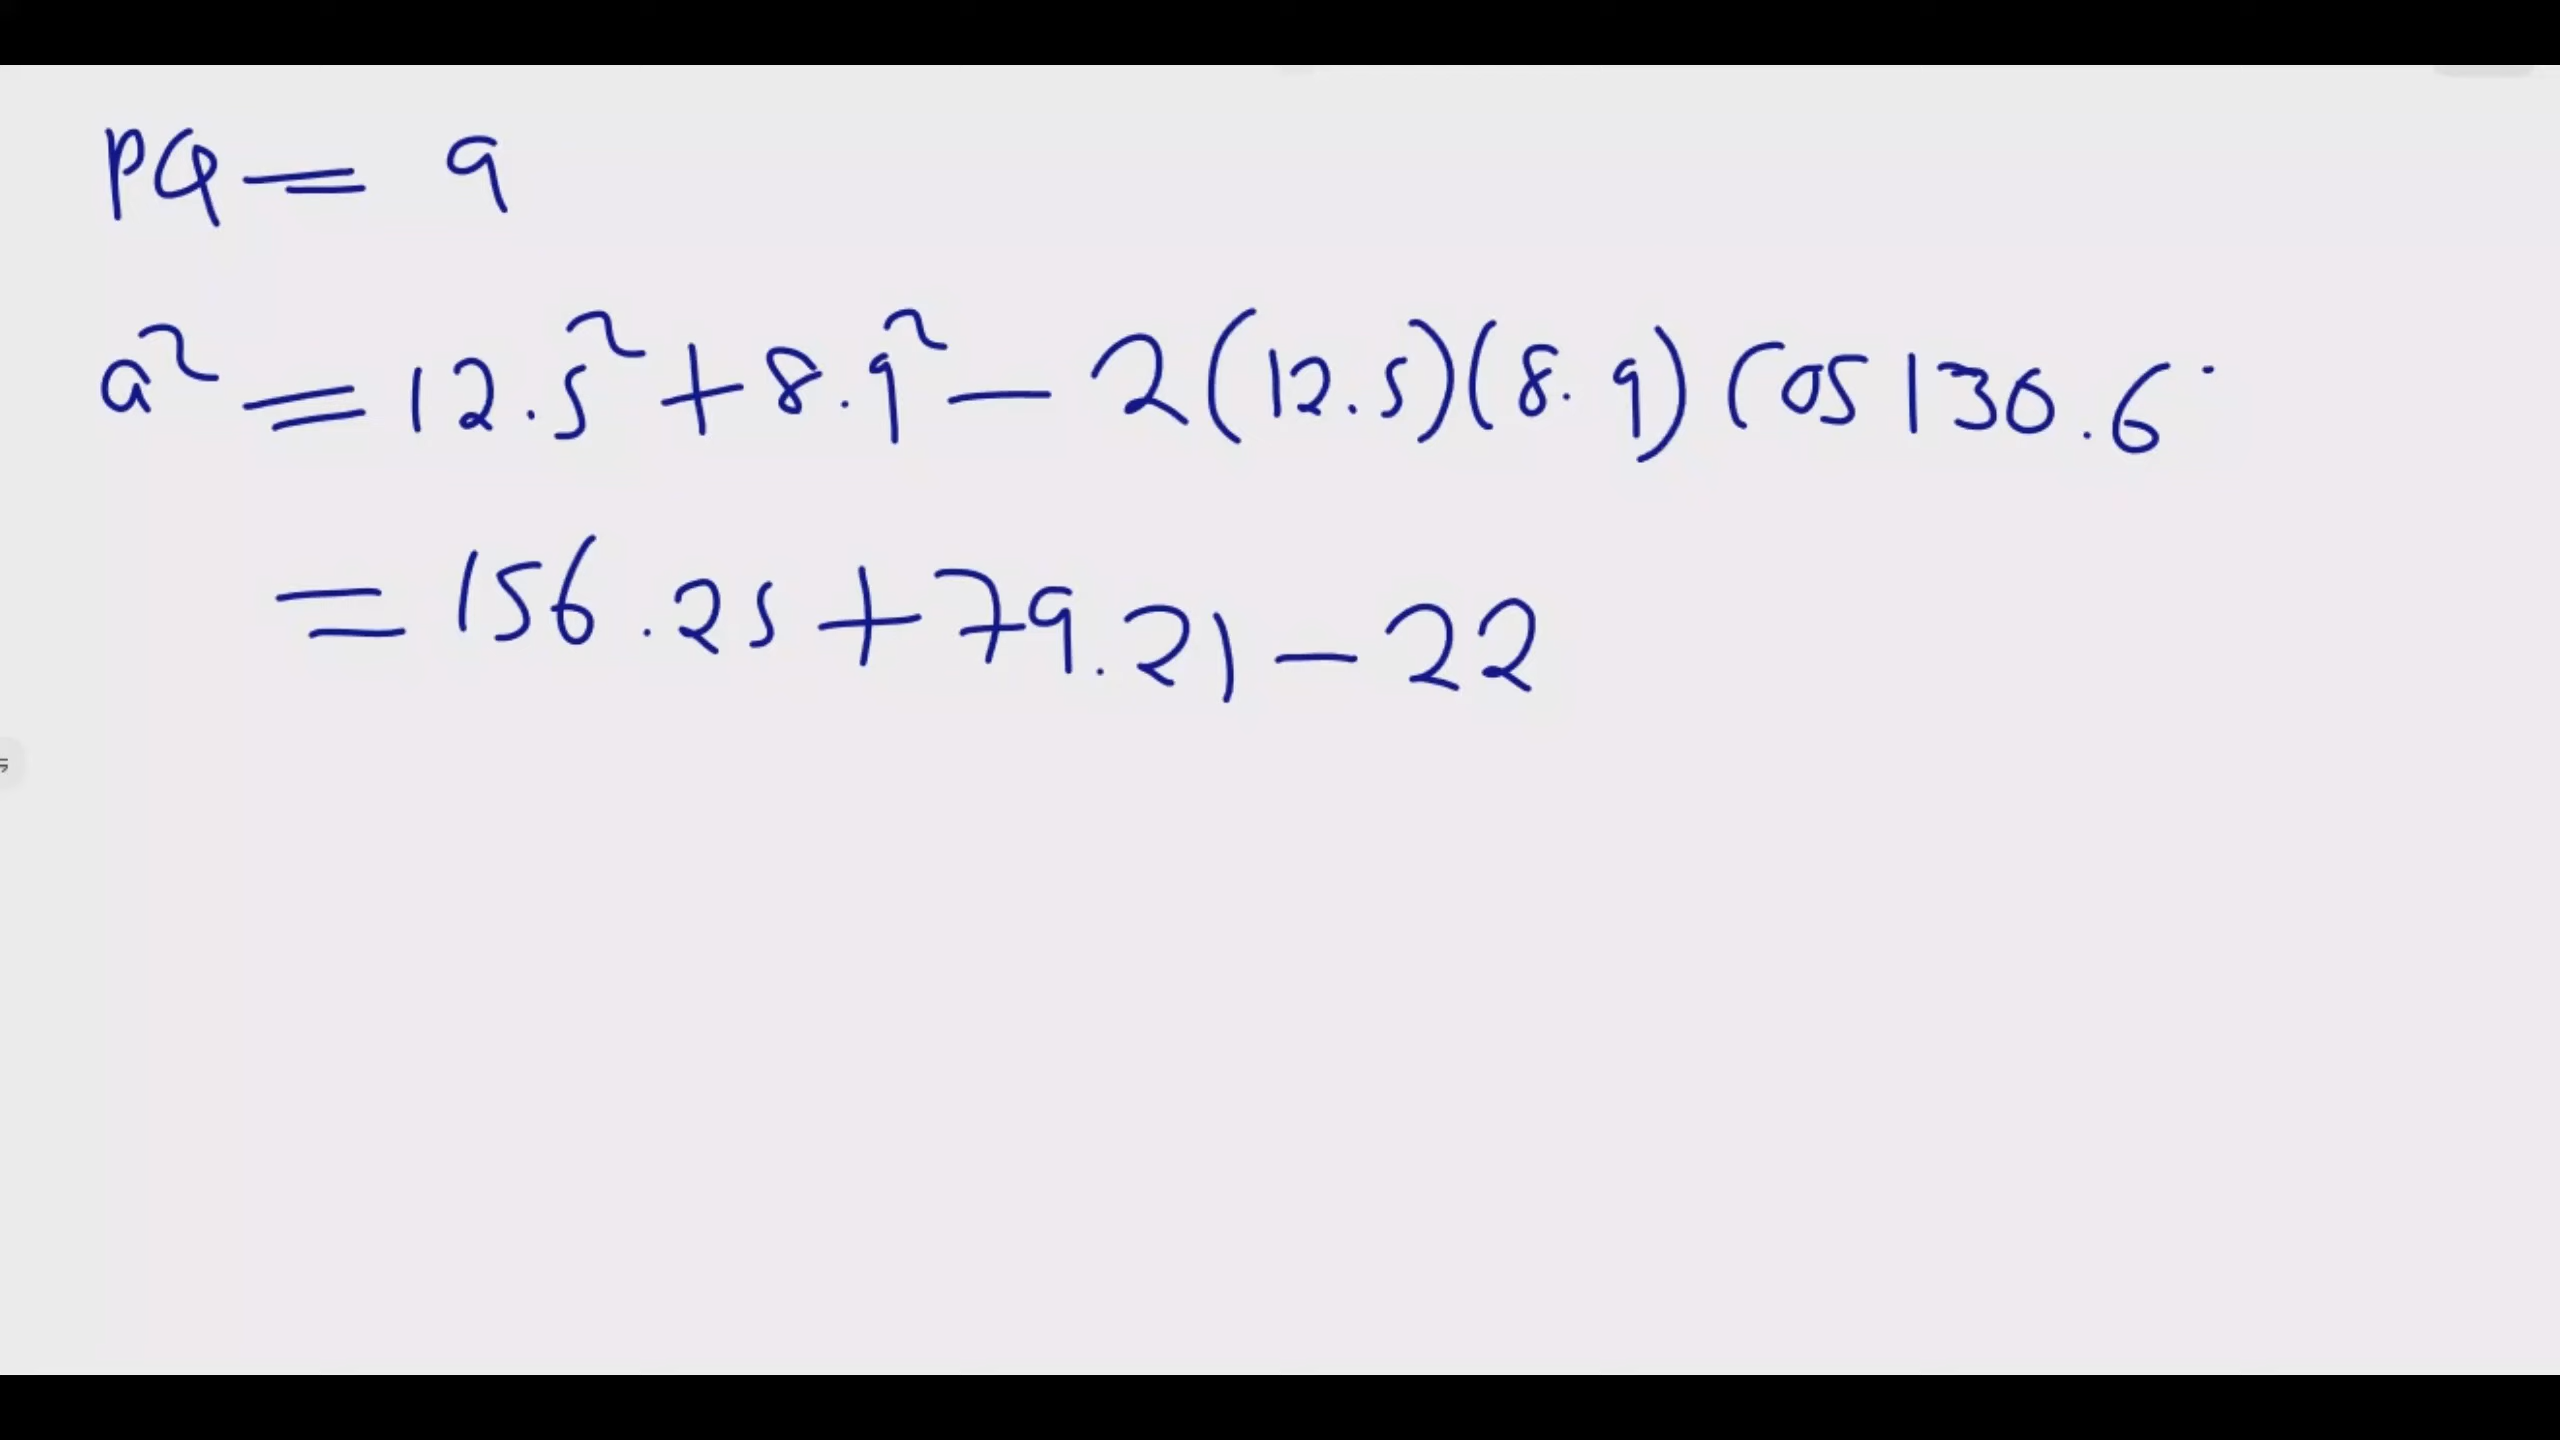 PQ = a
a² = 12.5² + 8.9² - 2(12.5)(8.9) Cos 130.6°
= 156.25 + 79.21 - 22